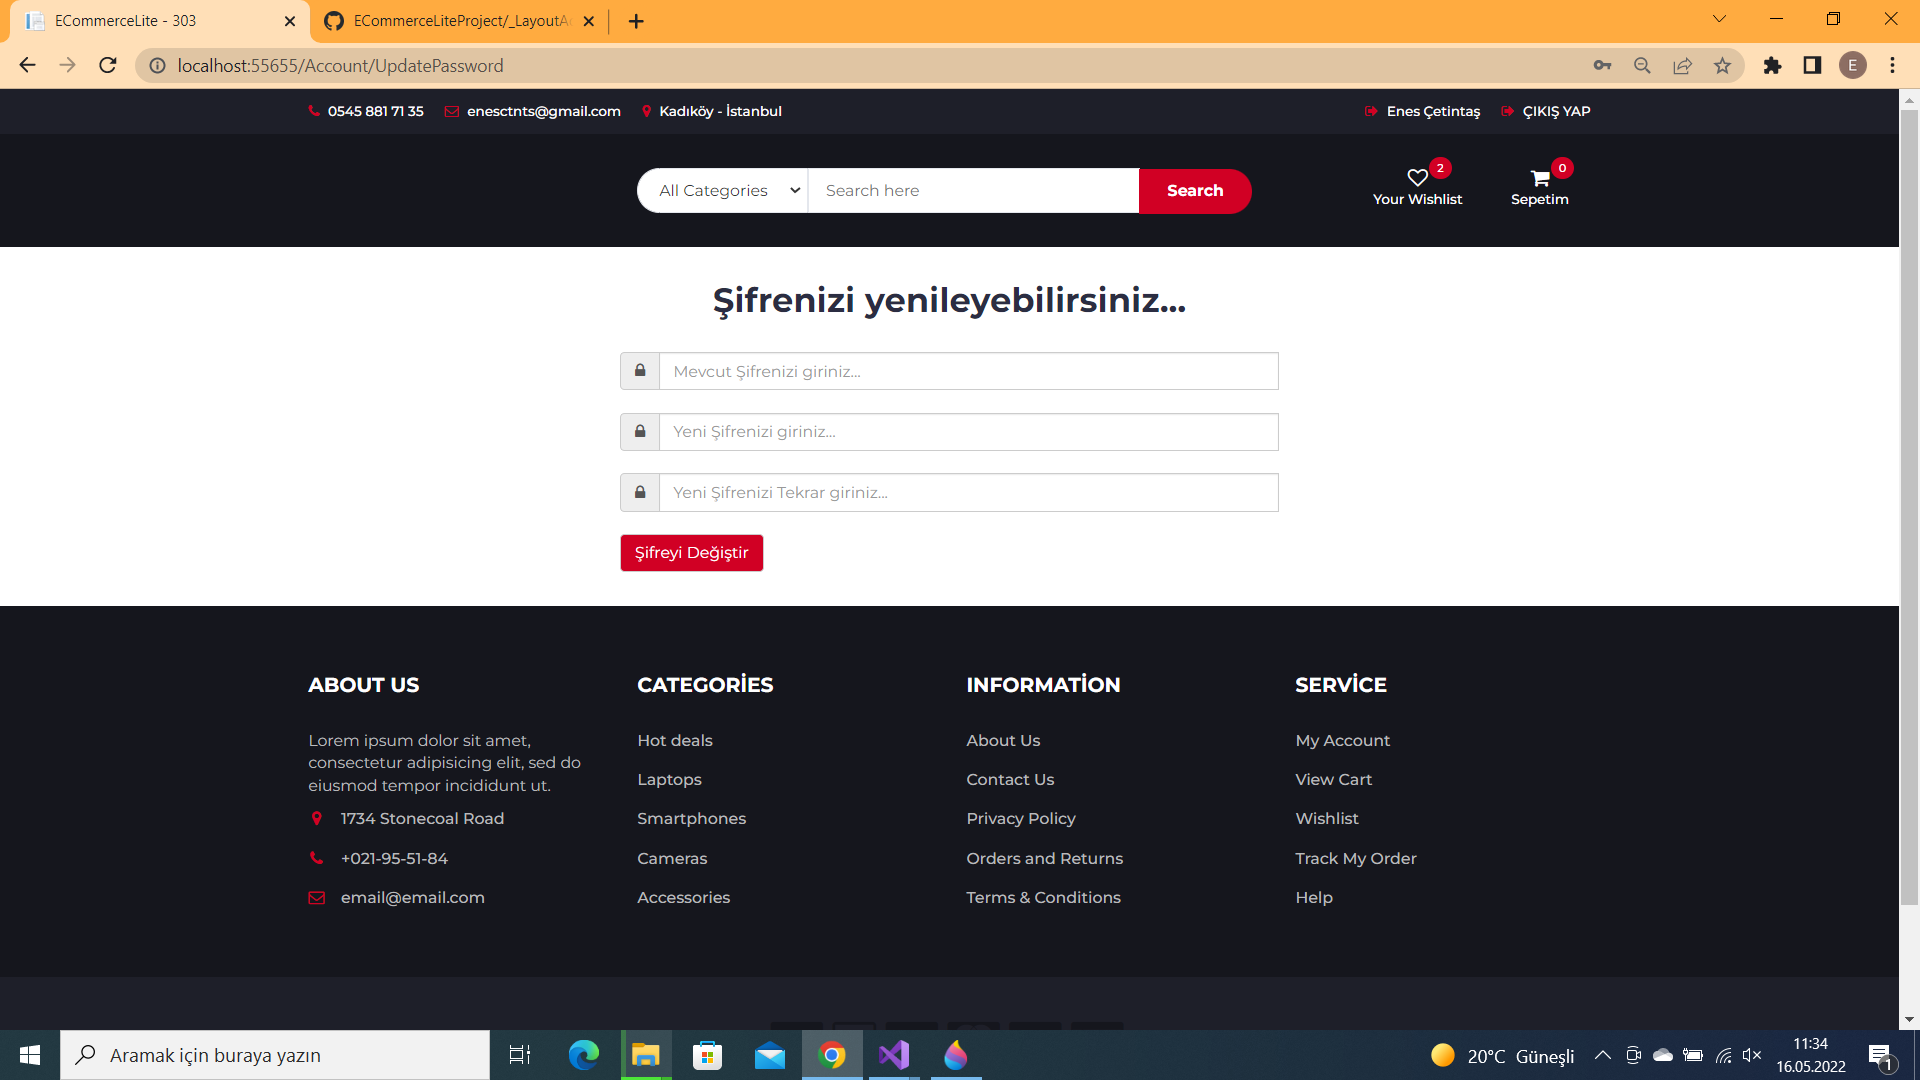 ECommerceLite - 303
ECommerceLiteProject/_LayoutA
localhost:55655/Account/UpdatePassword
E
0545 881 71 35
enesctnts@gmail.com
Kadıköy - İstanbul
Enes Çetintaş
ÇIKIŞ YAP
All Categories
Search here
Search
2
Your Wishlist
0
Sepetim
Şifrenizi yenileyebilirsiniz...
Mevcut Şifrenizi giriniz...
Yeni Şifrenizi giriniz...
Yeni Şifrenizi Tekrar giriniz...
Şifreyi Değiştir
ABOUT US
Lorem ipsum dolor sit amet,
consectetur adipisicing elit, sed do
eiusmod tempor incididunt ut.
1734 Stonecoal Road
+021-95-51-84
email@email.com
CATEGORİES
Hot deals
Laptops
Smartphones
Cameras
Accessories
INFORMATİON
About Us
Contact Us
Privacy Policy
Orders and Returns
Terms & Conditions
SERVİCE
My Account
View Cart
Wishlist
Track My Order
Help
Aramak için buraya yazın
20°C Güneşli
11:34
16.05.2022
1